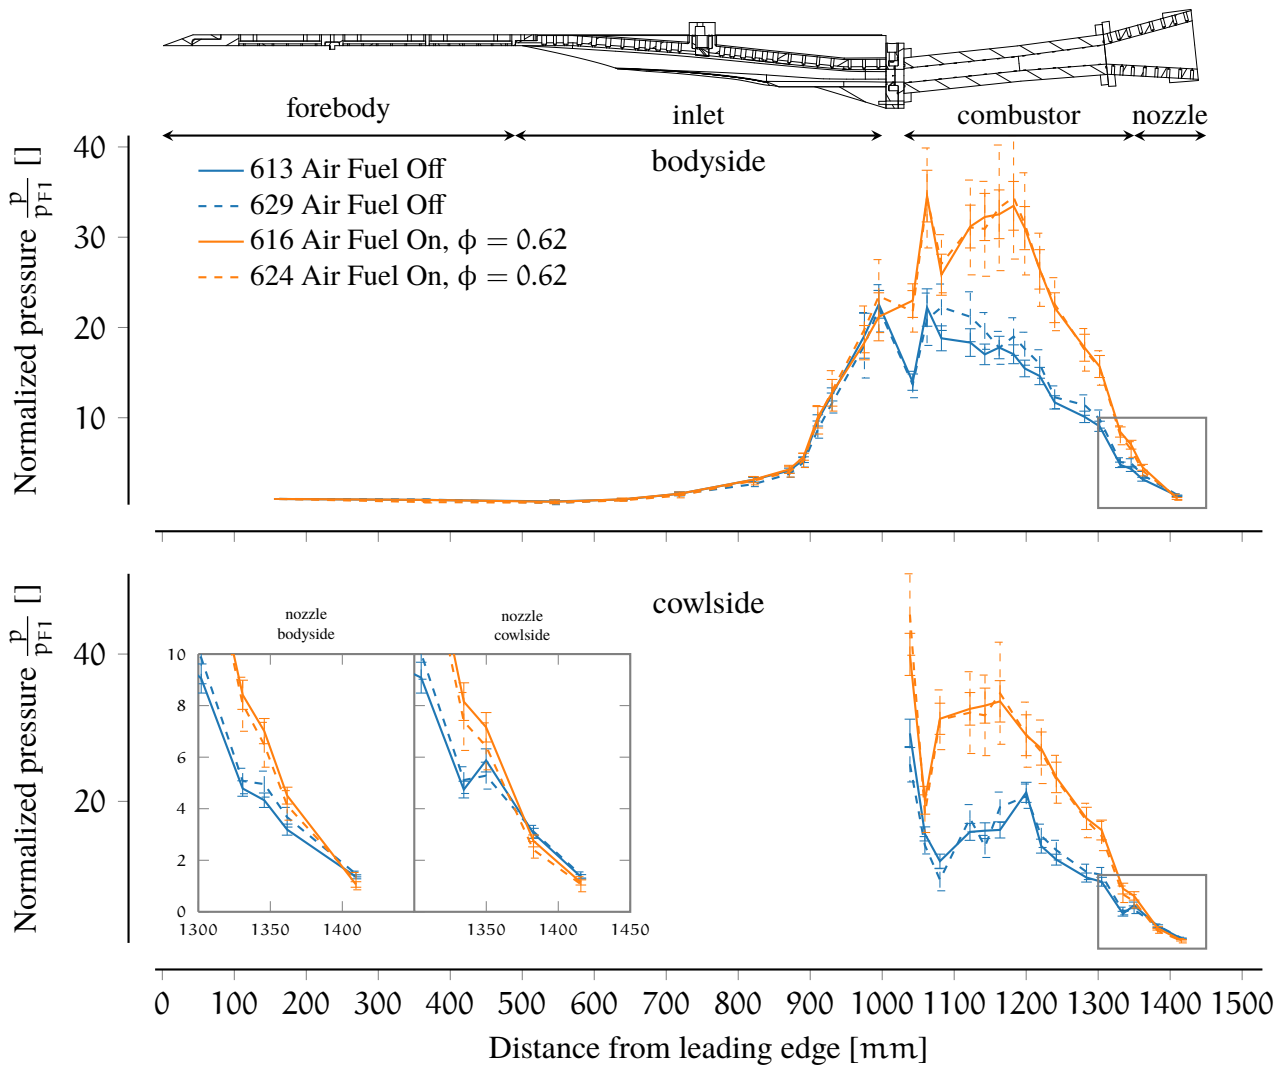 forebody
inlet
combustor
nozzle
bodyside
613 Air Fuel Off
629 Air Fuel Off
616 Air Fuel On, ϕ = 0.62
624 Air Fuel On, ϕ = 0.62
Normalized pressure p/pF1 []
40
30
20
10
cowlside
Normalized pressure p/pF1 []
40
20
nozzle
bodyside
nozzle
cowlside
10
8
6
4
2
0
1300 1350 1400 1350 1400 1450
0 100 200 300 400 500 600 700 800 900 1000 1100 1200 1300 1400 1500
Distance from leading edge [mm]